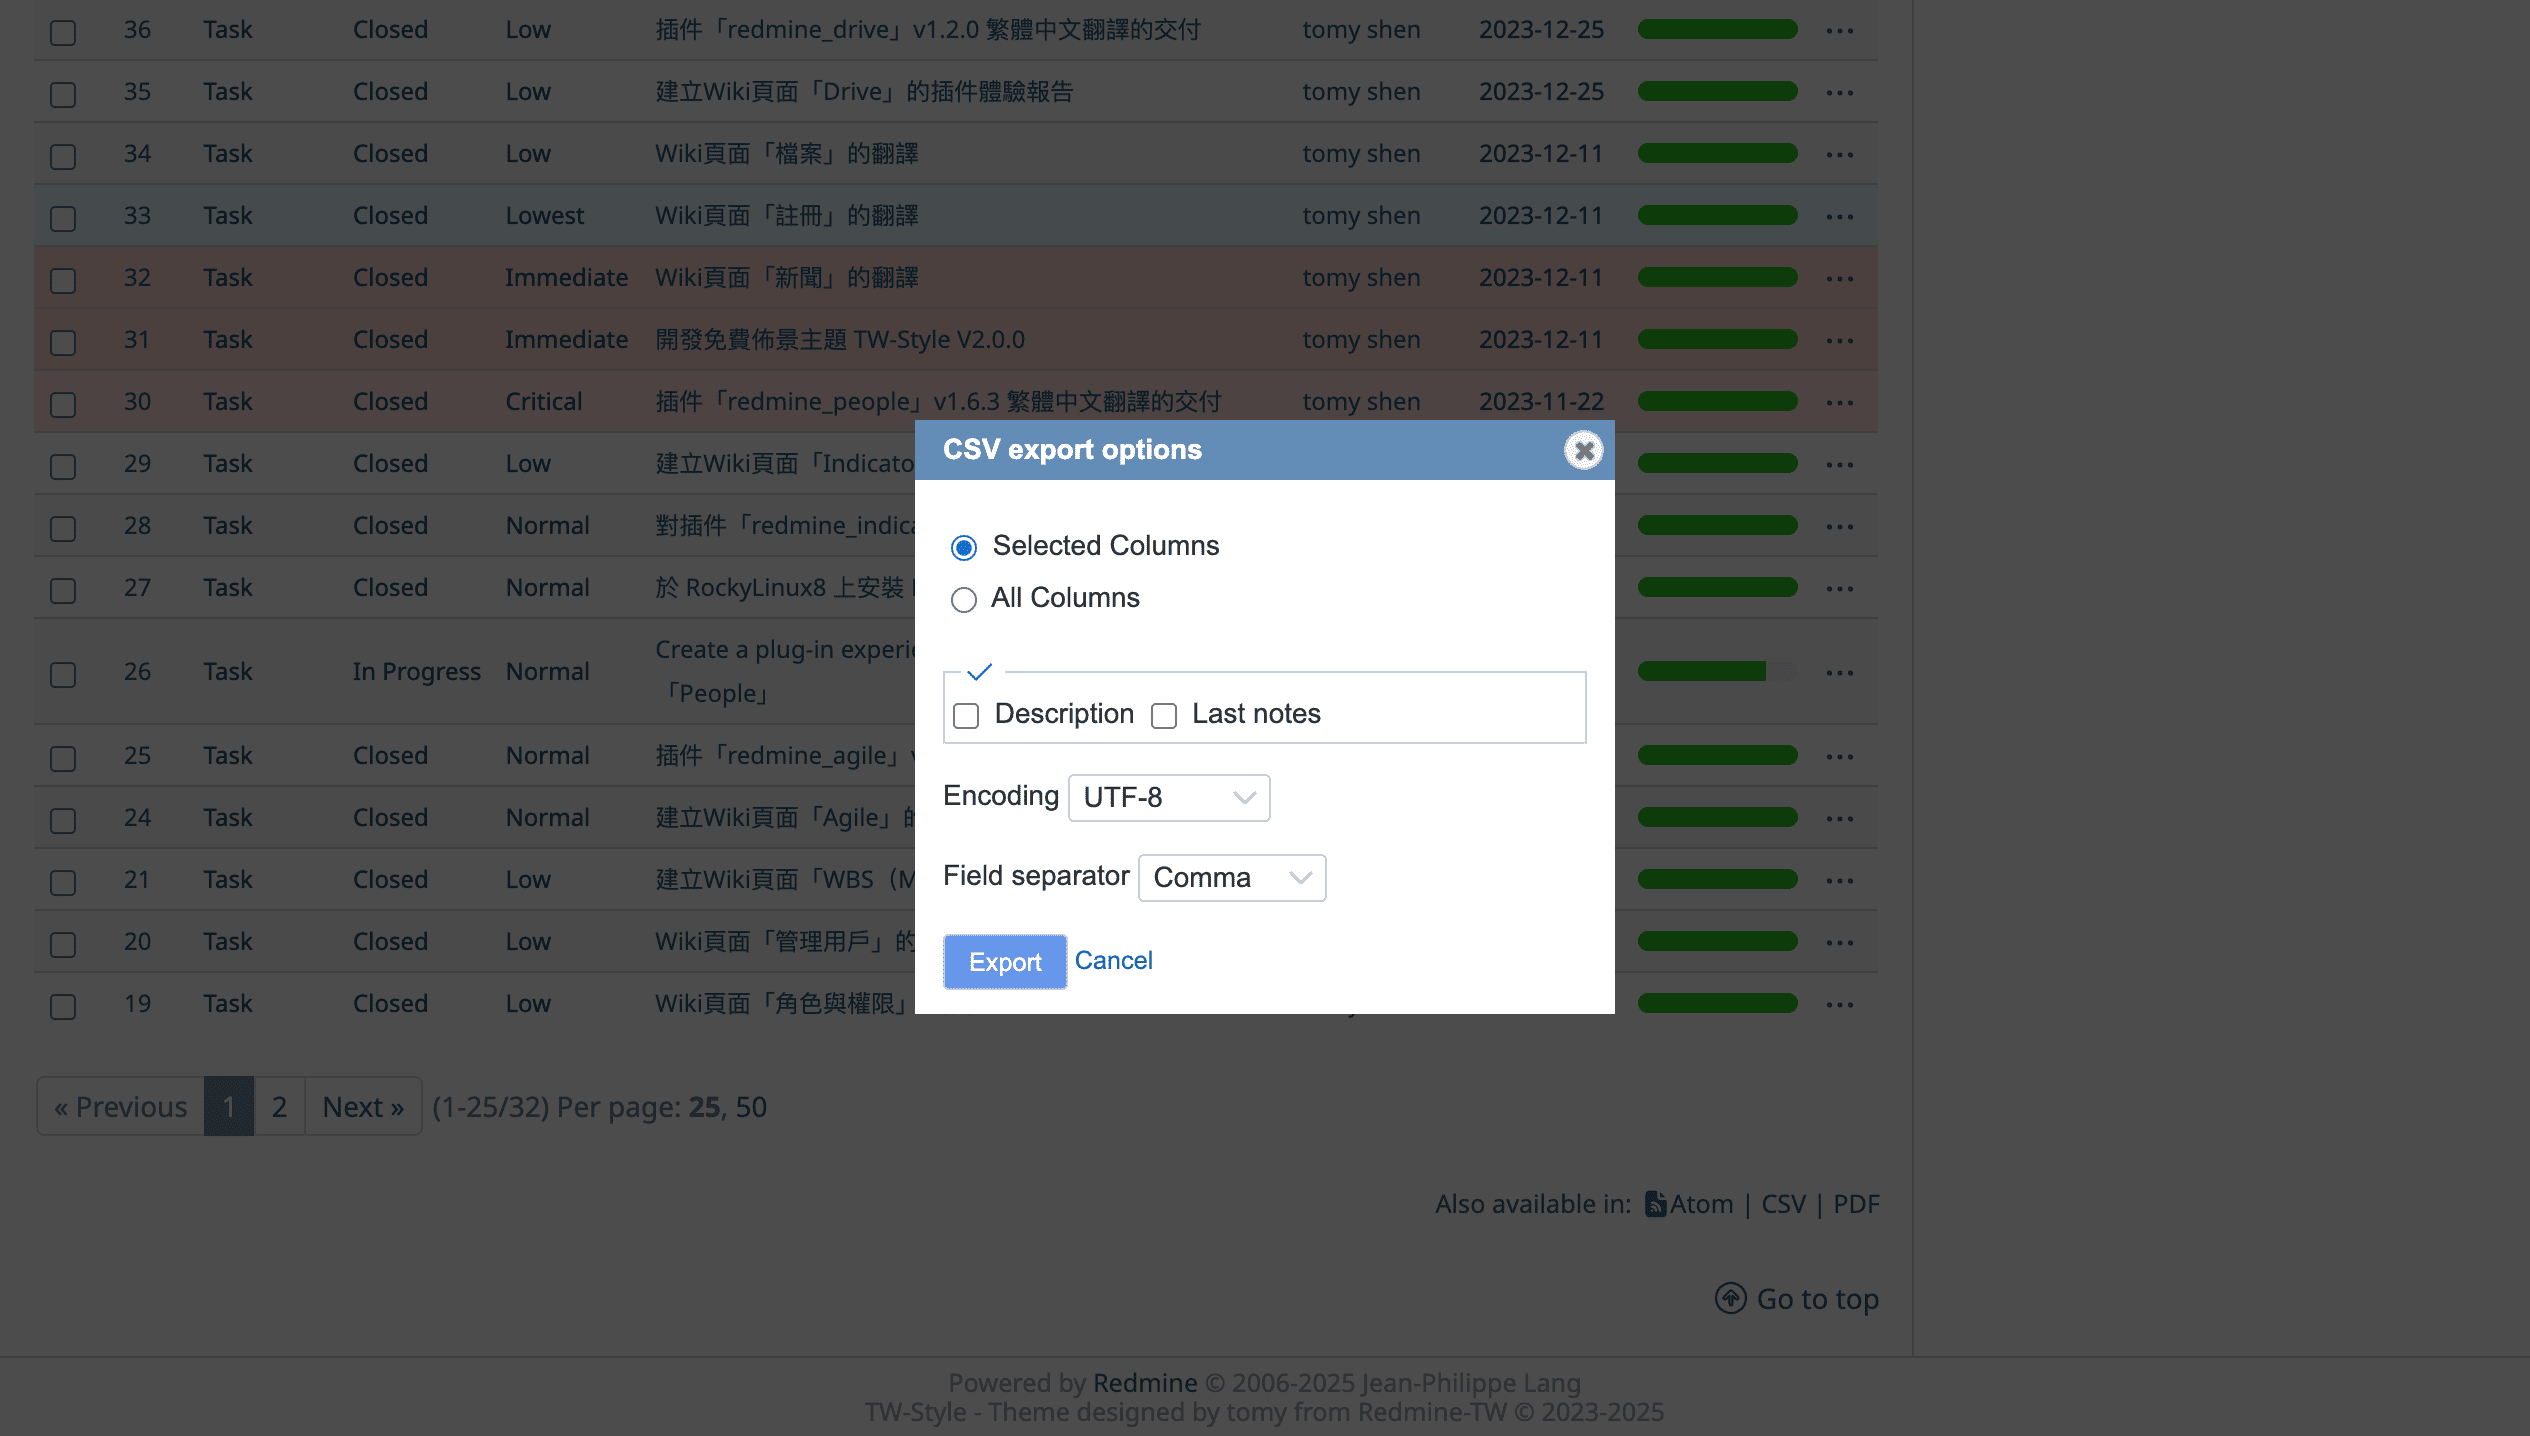 36 Task Closed Low 插件「redmine_drive」v1.2.0 繁體中文翻譯的交付 tomy shen 2023-12-25
35 Task Closed Low 建立Wiki頁面「Drive」的插件體驗報告 tomy shen 2023-12-25
34 Task Closed Low Wiki頁面「檔案」的翻譯 tomy shen 2023-12-11
33 Task Closed Lowest Wiki頁面「註冊」的翻譯 tomy shen 2023-12-11
32 Task Closed Immediate Wiki頁面「新聞」的翻譯 tomy shen 2023-12-11
31 Task Closed Immediate 開發免費佈景主題 TW-Style V2.0.0 tomy shen 2023-12-11
30 Task Closed Critical 插件「redmine_people」v1.6.3 繁體中文翻譯的交付 tomy shen 2023-11-22
CSV export options
29 Task Closed Low 建立Wiki頁面「Indicato
28 Task Closed Normal 對插件「redmine_indica
Selected Columns
27 Task Closed Normal 於 RockyLinux8 上安裝
All Columns
Create a plug-in experie
26 Task In Progress Normal
「People」
Description Last notes
25 Task Closed Normal 插件「redmine_agile」
Encoding UTF-8
24 Task Closed Normal 建立Wiki頁面「Agile」的
21 Task Closed Low 建立Wiki頁面「WBS（M
Field separator Comma
20 Task Closed Low Wiki頁面「管理用戶」的
Export Cancel
19 Task Closed Low Wiki頁面「角色與權限」
« Previous 1 2 Next » (1-25/32) Per page: 25, 50
Also available in: Atom | CSV | PDF
Go to top
Powered by Redmine © 2006-2025 Jean-Philippe Lang
TW-Style - Theme designed by tomy from Redmine-TW © 2023-2025